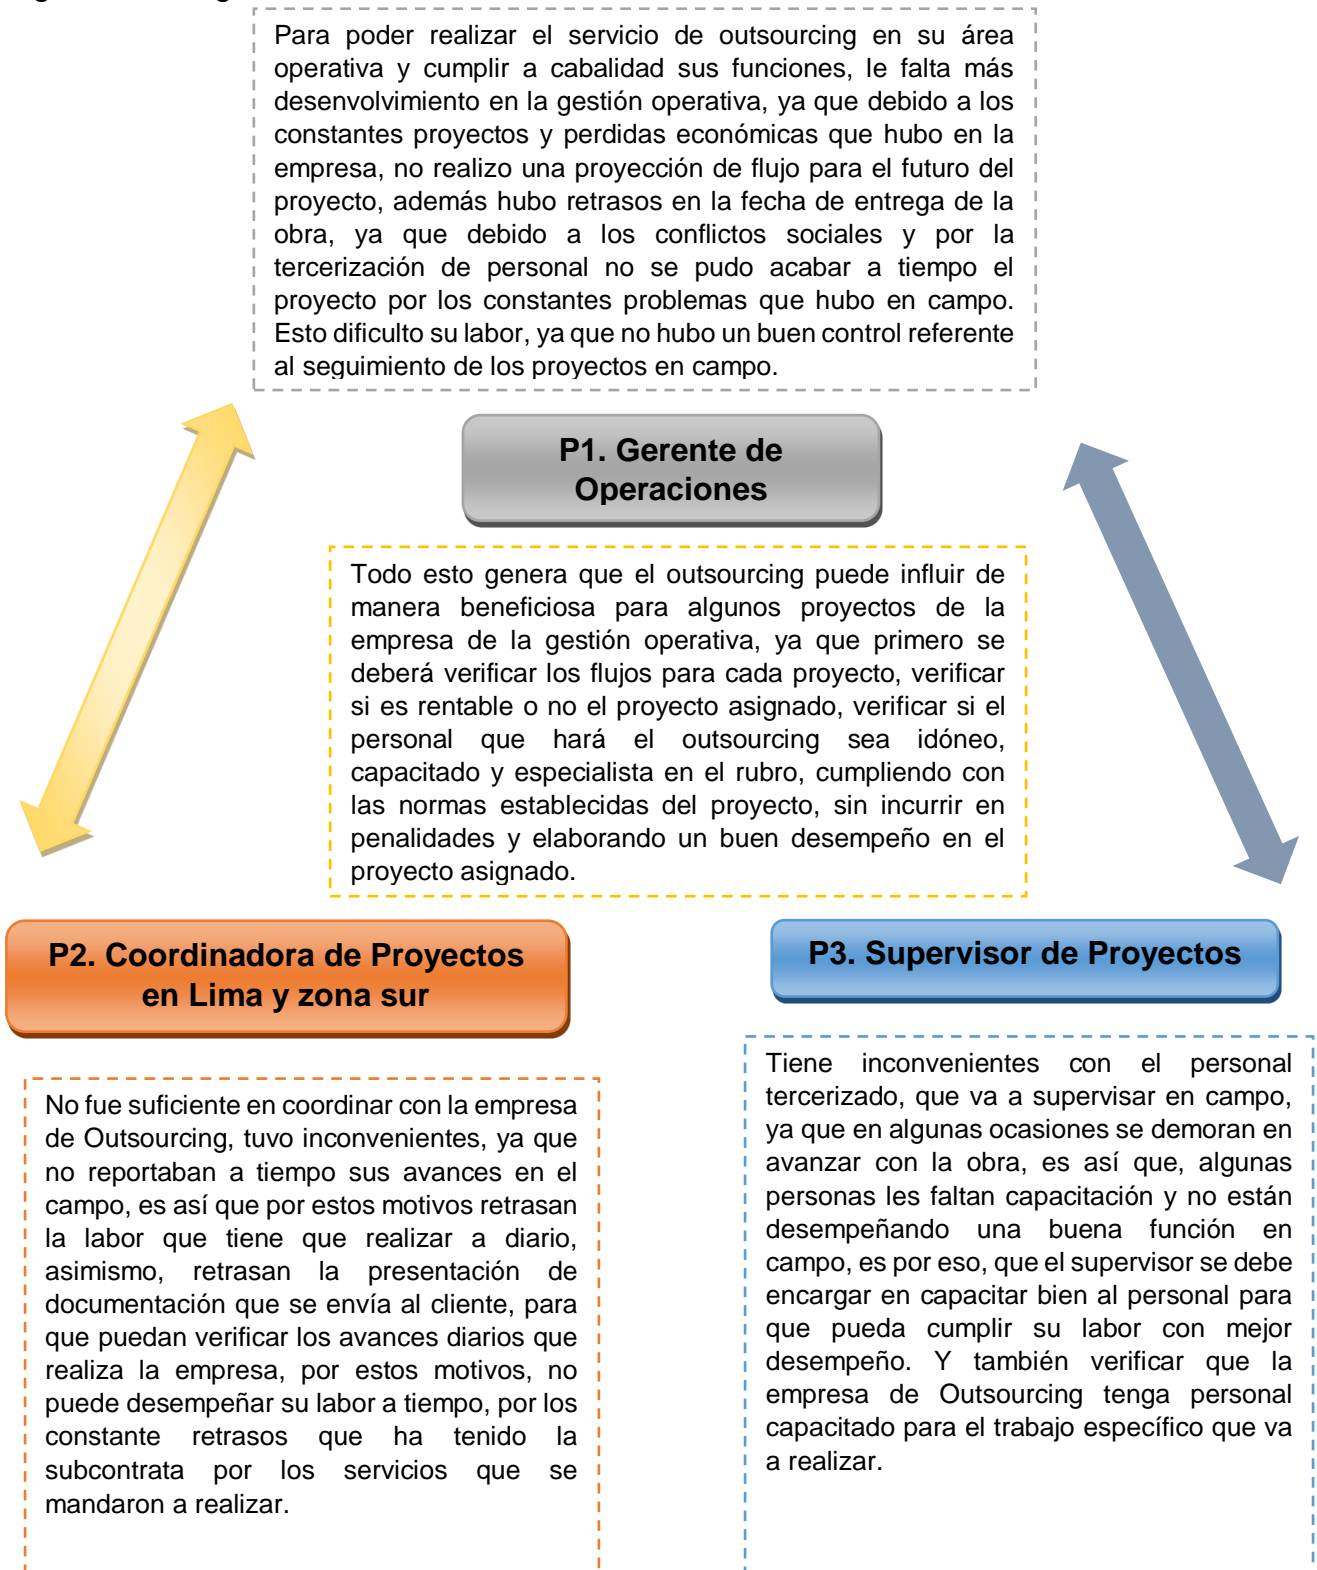 Para poder realizar el servicio de outsourcing en su área
operativa y cumplir a cabalidad sus funciones, le falta más
desenvolvimiento en la gestión operativa, ya que debido a los
constantes proyectos y perdidas económicas que hubo en la
empresa, no realizo una proyección de flujo para el futuro del
proyecto, además hubo retrasos en la fecha de entrega de la
obra, ya que debido a los conflictos sociales y por la
tercerización de personal no se pudo acabar a tiempo el
proyecto por los constantes problemas que hubo en campo.
Esto dificulto su labor, ya que no hubo un buen control referente
al seguimiento de los proyectos en campo.
P1. Gerente de
Operaciones
Todo esto genera que el outsourcing puede influir de
manera beneficiosa para algunos proyectos de la
empresa de la gestión operativa, ya que primero se
deberá verificar los flujos para cada proyecto, verificar
si es rentable o no el proyecto asignado, verificar si el
personal que hará el outsourcing sea idóneo,
capacitado y especialista en el rubro, cumpliendo con
las normas establecidas del proyecto, sin incurrir en
penalidades y elaborando un buen desempeño en el
proyecto asignado.
P2. Coordinadora de Proyectos
en Lima y zona sur
No fue suficiente en coordinar con la empresa
de Outsourcing, tuvo inconvenientes, ya que
no reportaban a tiempo sus avances en el
campo, es así que por estos motivos retrasan
la labor que tiene que realizar a diario,
asimismo, retrasan la presentación de
documentación que se envía al cliente, para
que puedan verificar los avances diarios que
realiza la empresa, por estos motivos, no
puede desempeñar su labor a tiempo, por los
constante retrasos que ha tenido la
subcontrata por los servicios que se
mandaron a realizar.
P3. Supervisor de Proyectos
Tiene inconvenientes con el personal
tercerizado, que va a supervisar en campo,
ya que en algunas ocasiones se demoran en
avanzar con la obra, es así que, algunas
personas les faltan capacitación y no están
desempeñando una buena función en
campo, es por eso, que el supervisor se debe
encargar en capacitar bien al personal para
que pueda cumplir su labor con mejor
desempeño. Y también verificar que la
empresa de Outsourcing tenga personal
capacitado para el trabajo específico que va
a realizar.